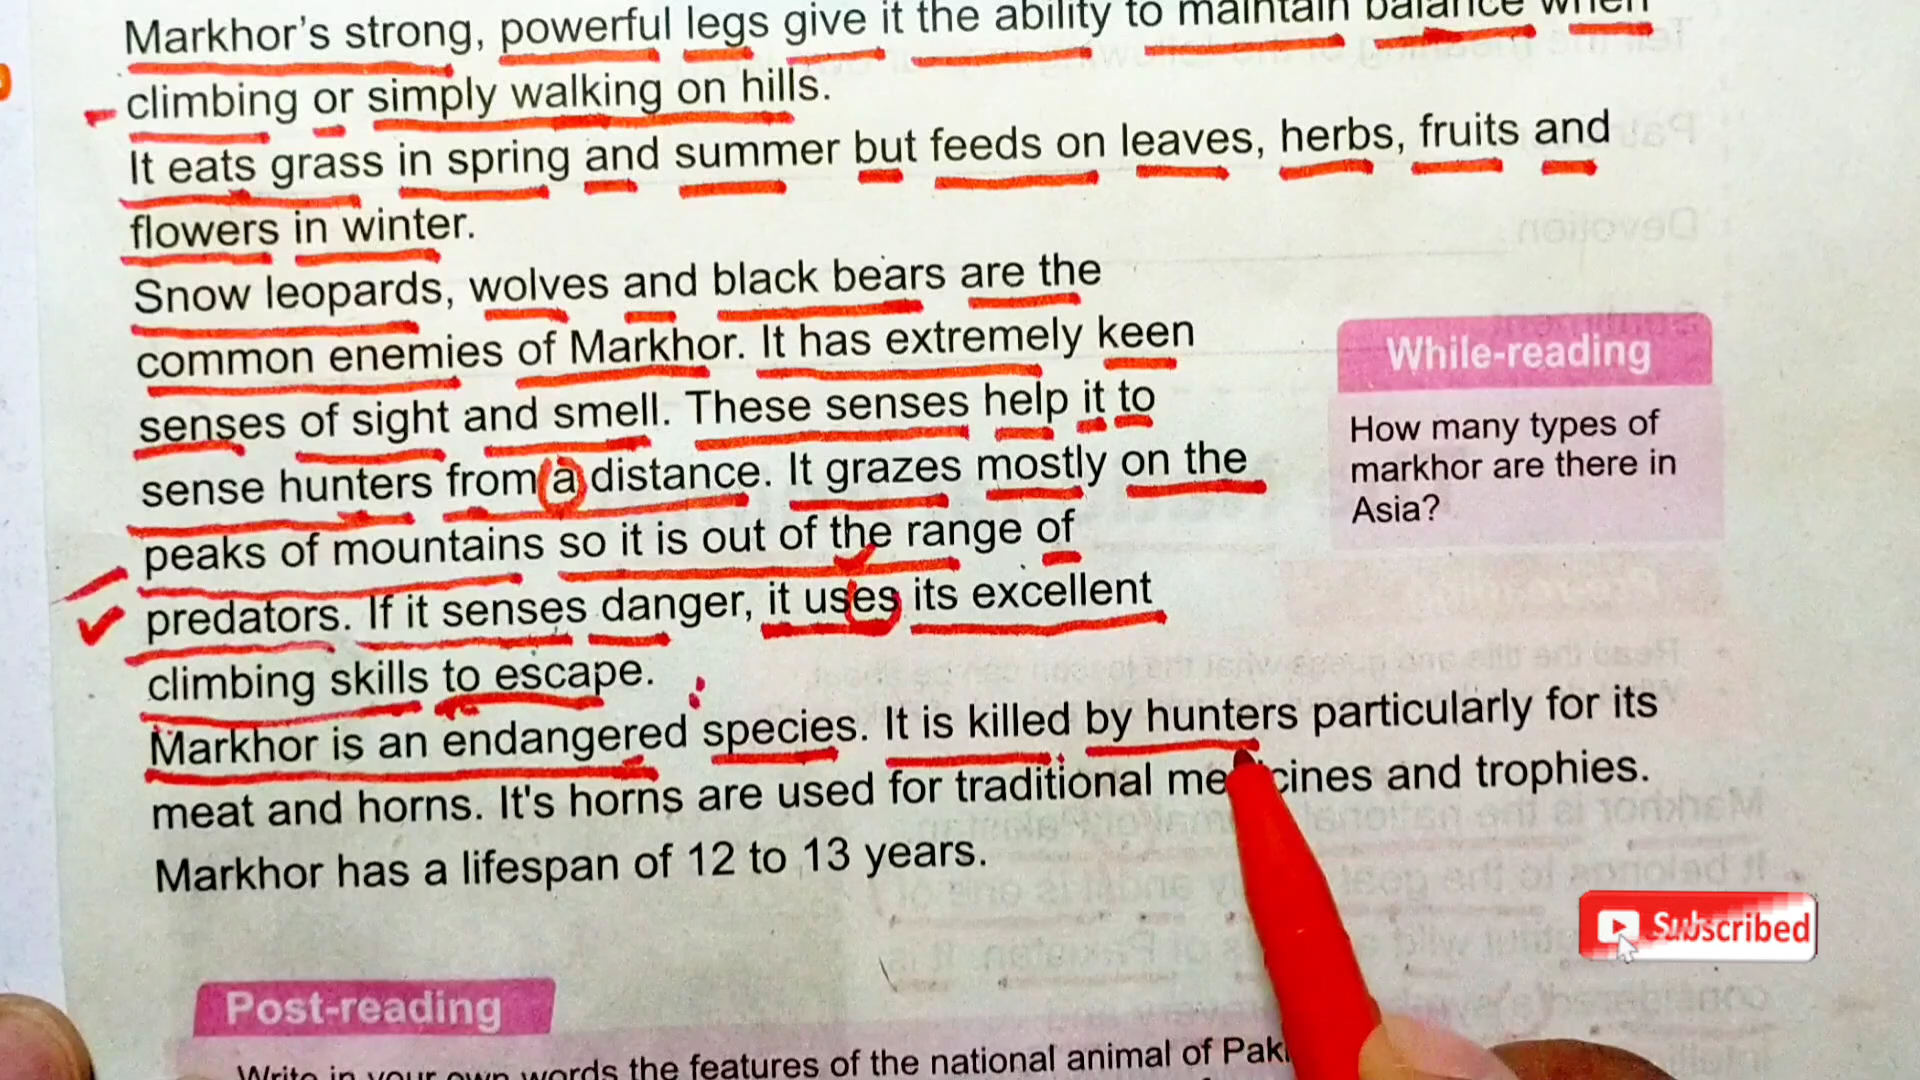 Markhor's strong, powerful legs give it the ability to maintain balance when
climbing or simply walking on hills.
It eats grass in spring and summer but feeds on leaves, herbs, fruits and
flowers in winter.
Snow leopards, wolves and black bears are the
common enemies of Markhor. It has extremely keen
senses of sight and smell. These senses help it to
sense hunters from a distance. It grazes mostly on the
peaks of mountains so it is out of the range of
predators. If it senses danger, it uses its excellent
climbing skills to escape.
Markhor is an endangered species. It is killed by hunters particularly for its
meat and horns. It's horns are used for traditional medicines and trophies.
Markhor has a lifespan of 12 to 13 years.
While-reading
How many types of
markhor are there in
Asia?
Subscribed
Post-reading
Write in your own words the features of the national animal of